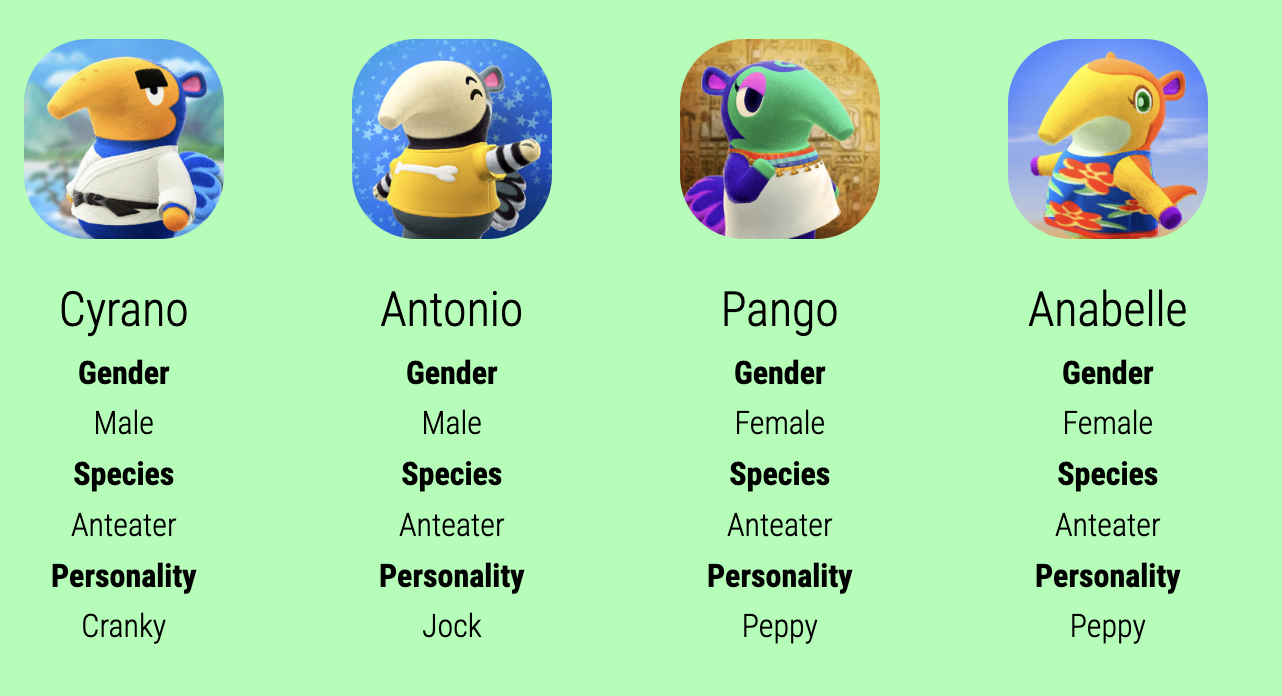 Cyrano
Gender
Male
Species
Anteater
Personality
Cranky
Antonio
Gender
Male
Species
Anteater
Personality
Jock
Pango
Gender
Female
Species
Anteater
Personality
Peppy
Anabelle
Gender
Female
Species
Anteater
Personality
Peppy